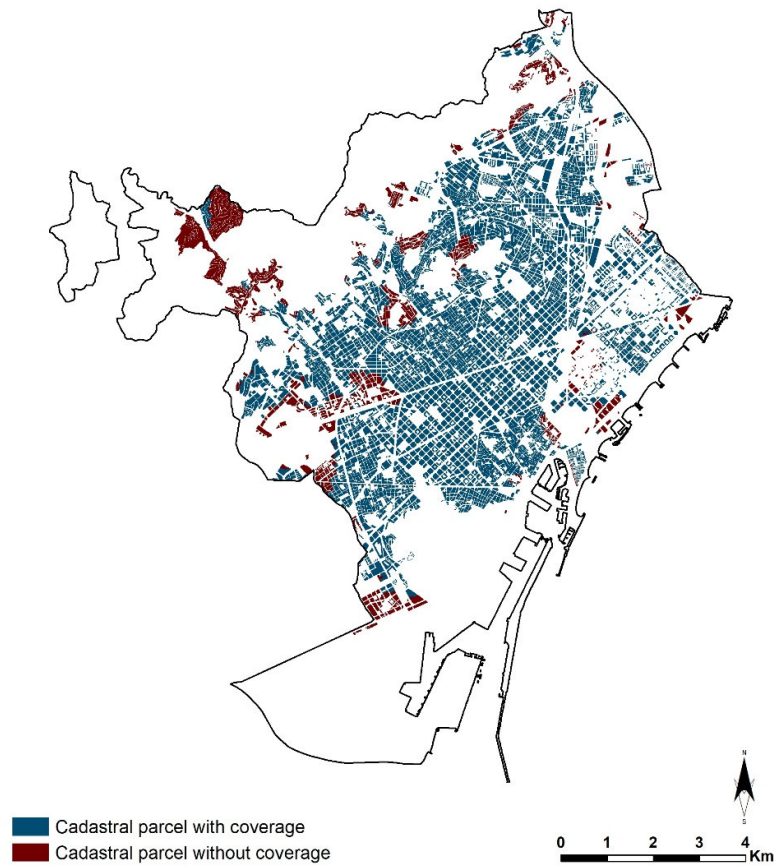 N
S
Cadastral parcel with coverage
Cadastral parcel without coverage
0 1 2 3 4
Km